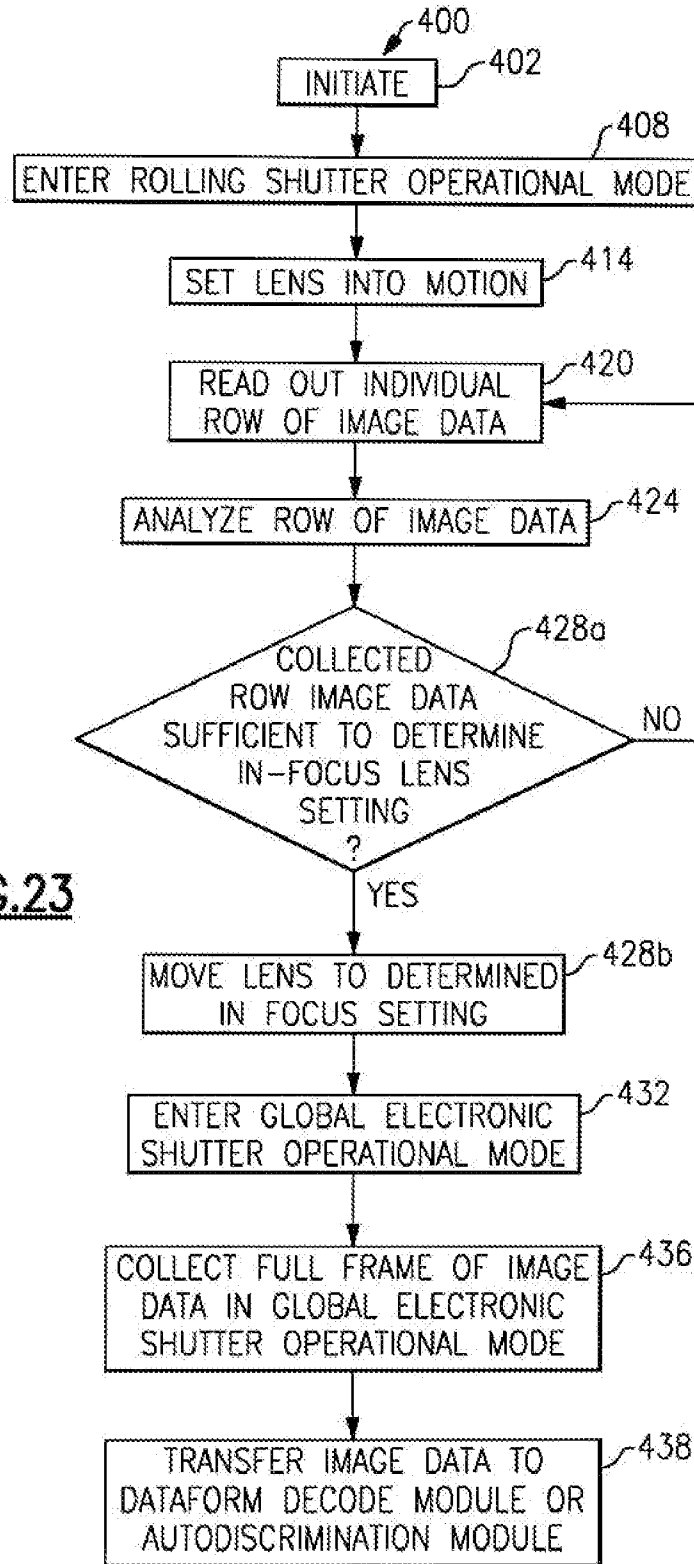 400
INITIATE
402
408
ENTER ROLLING SHUTTER OPERATIONAL MODE
414
SET LENS INTO MOTION
420
READ OUT INDIVIDUAL
ROW OF IMAGE DATA
424
ANALYZE ROW OF IMAGE DATA
428a
COLLECTED
ROW IMAGE DATA
SUFFICIENT TO DETERMINE
IN-FOCUS LENS
SETTING
?
NO
YES
G.23
428b
MOVE LENS TO DETERMINED
IN FOCUS SETTING
432
ENTER GLOBAL ELECTRONIC
SHUTTER OPERATIONAL MODE
436
COLLECT FULL FRAME OF IMAGE
DATA IN GLOBAL ELECTRONIC
SHUTTER OPERATIONAL MODE
438
TRANSFER IMAGE DATA TO
DATAFORM DECODE MODULE OR
AUTODISCRIMINATION MODULE